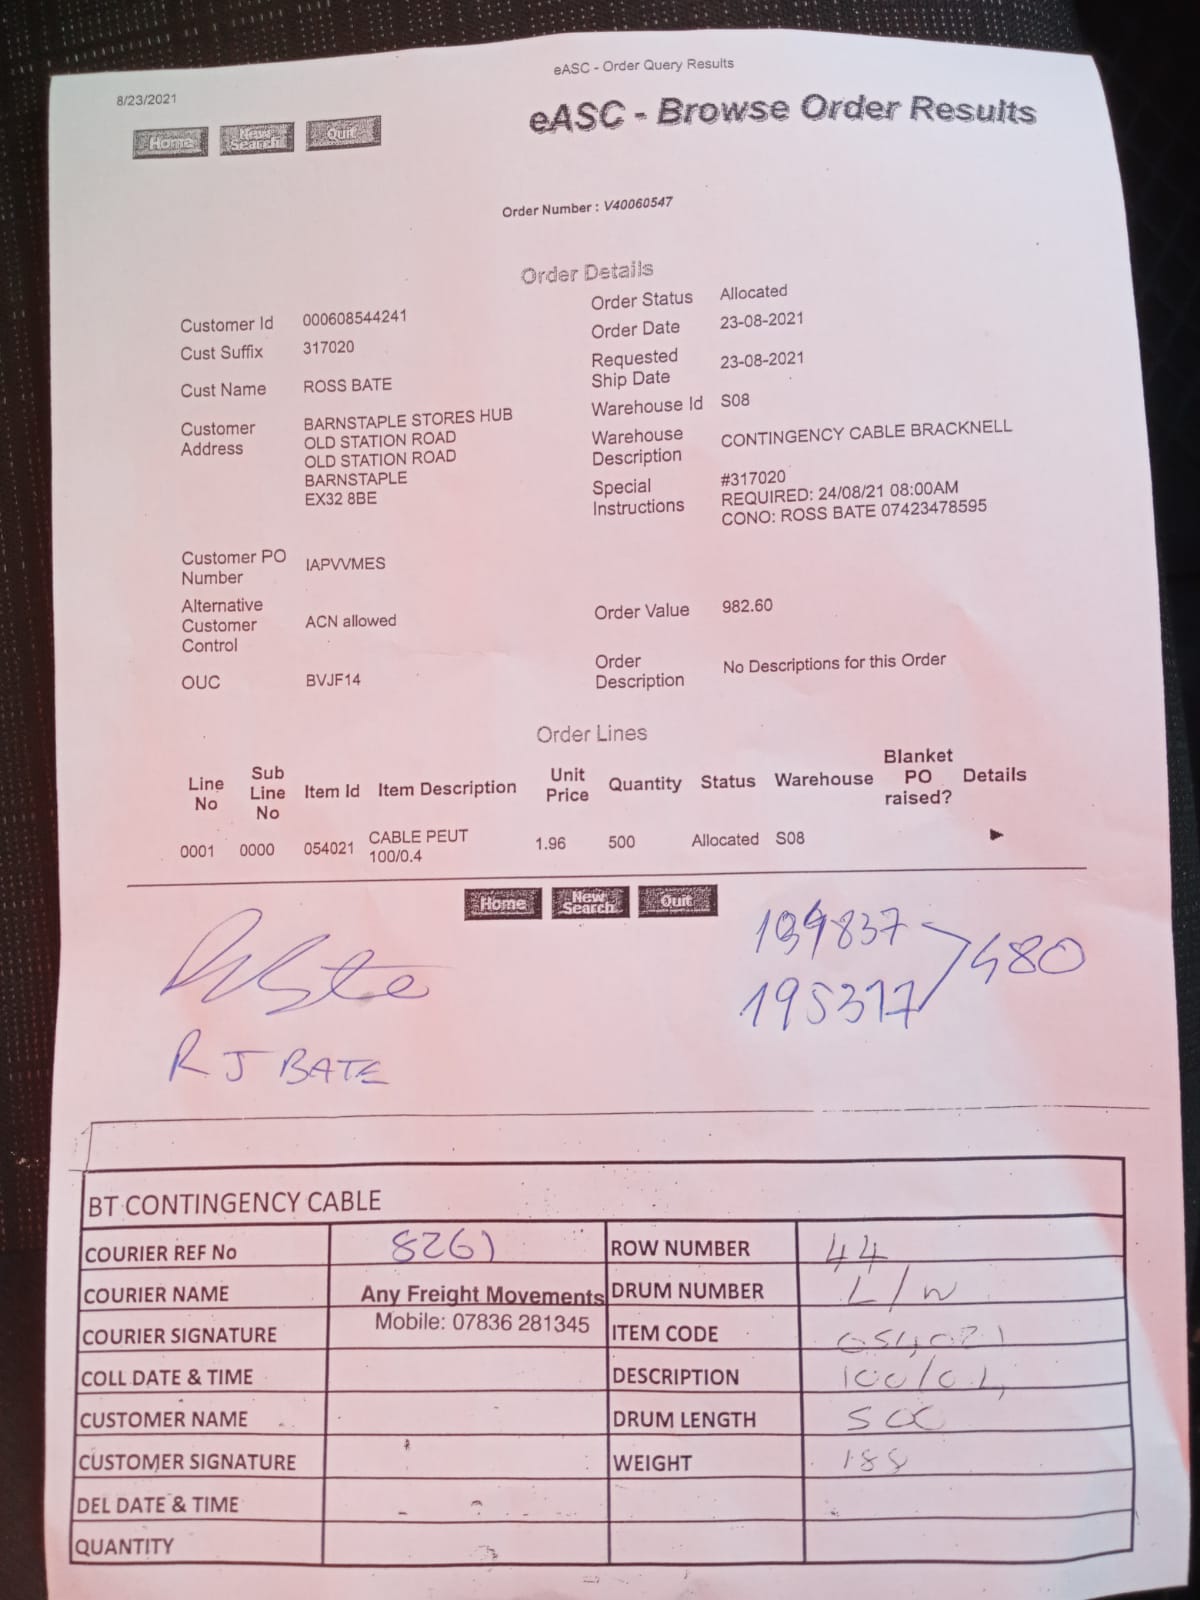 8/23/2021
eASC - Order Query Results
eASC - Browse Order Results
Home New Search Quit
Order Number : V40060547
Order Details
Customer Id 000608544241
Cust Suffix 317020
Cust Name ROSS BATE
Customer Address BARNSTAPLE STORES HUB
OLD STATION ROAD
OLD STATION ROAD
BARNSTAPLE
EX32 8BE
Customer PO Number IAPVVMES
Alternative Customer Control ACN allowed
OUC BVJF14
Order Status Allocated
Order Date 23-08-2021
Requested Ship Date 23-08-2021
Warehouse Id S08
Warehouse Description CONTINGENCY CABLE BRACKNELL
Special Instructions #317020
REQUIRED: 24/08/21 08:00AM
CONO: ROSS BATE 07423478595
Order Value 982.60
Order Description No Descriptions for this Order
Order Lines
Line No Sub Line No Item Id Item Description Unit Price Quantity Status Warehouse Blanket PO raised? Details
0001 0000 054021 CABLE PEUT 100/0.4 1.96 500 Allocated S08
Home New Search Quit
R J BATE
195317
480
BT CONTINGENCY CABLE
COURIER REF No 8261 ROW NUMBER 44
COURIER NAME Any Freight Movements DRUM NUMBER L/W
Mobile: 07836 281345
COURIER SIGNATURE ITEM CODE 054021
COLL DATE & TIME DESCRIPTION 100/04
CUSTOMER NAME DRUM LENGTH 500
CUSTOMER SIGNATURE WEIGHT 188
DEL DATE & TIME
QUANTITY